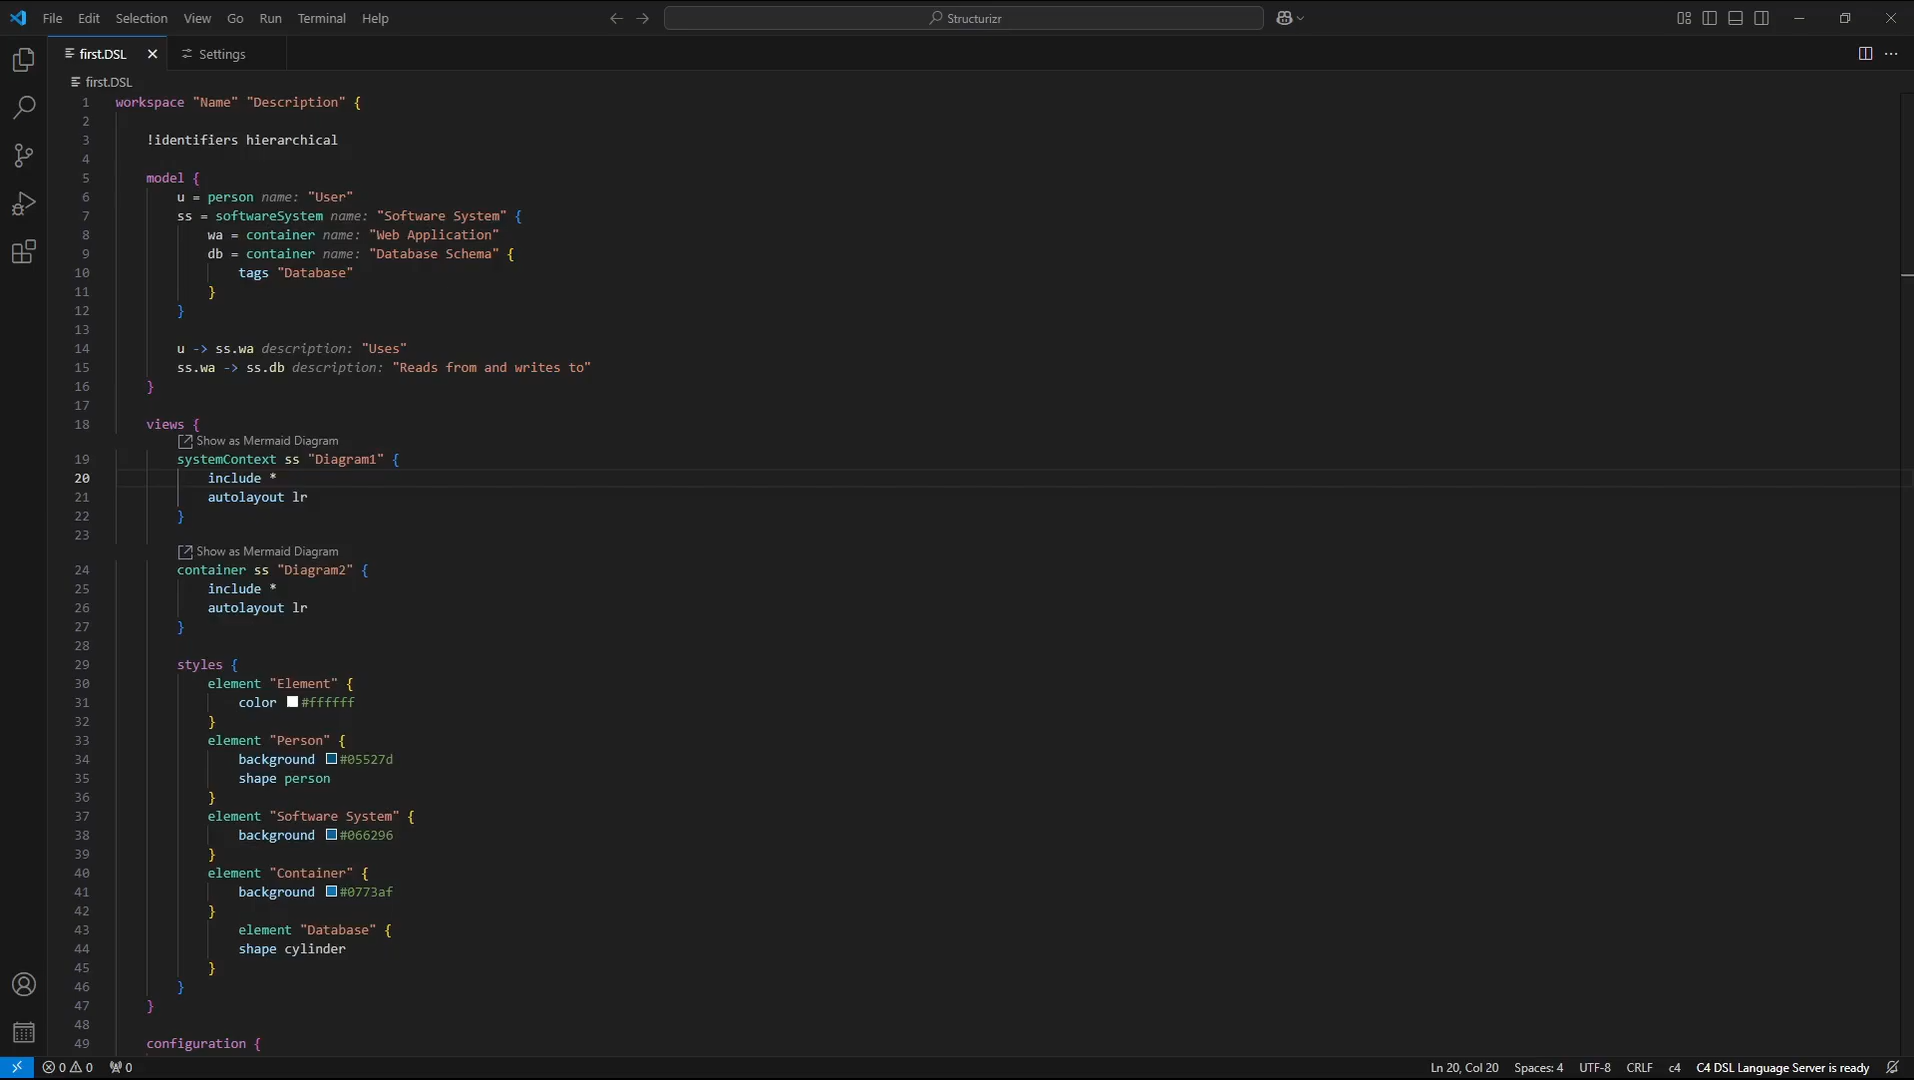 File Edit Selection View Go Run Terminal Help
Structurizr
first.DSL
Settings
first.DSL
1 workspace "Name" "Description" {
2
3 !identifiers hierarchical
4
5 model {
6 u = person name: "User"
7 ss = softwareSystem name: "Software System" {
8 wa = container name: "Web Application"
9 db = container name: "Database Schema" {
10 tags "Database"
11 }
12 }
13
14 u -> ss.wa description: "Uses"
15 ss.wa -> ss.db description: "Reads from and writes to"
16 }
17
18 views {
Show as Mermaid Diagram
19 systemContext ss "Diagram1" {
20 include *
21 autolayout lr
22 }
23
Show as Mermaid Diagram
24 container ss "Diagram2" {
25 include *
26 autolayout lr
27 }
28
29 styles {
30 element "Element" {
31 color #ffffff
32 }
33 element "Person" {
34 background #05527d
35 shape person
36 }
37 element "Software System" {
38 background #066296
39 }
40 element "Container" {
41 background #0773af
42 }
43 element "Database" {
44 shape cylinder
45 }
46 }
47 }
48
49 configuration {
0 0 0 Ln 20, Col 20 Spaces: 4 UTF-8 CRLF c4 C4 DSL Language Server is ready